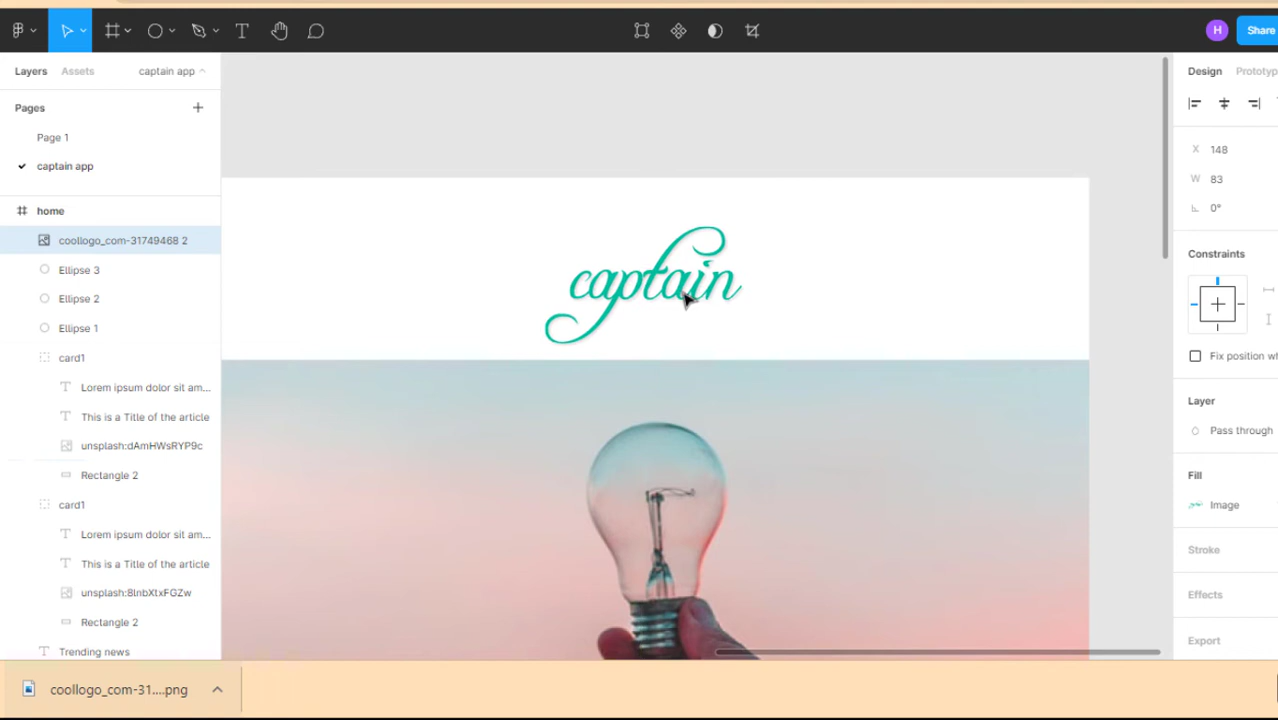 T
H
Share
Layers
Assets
captain app
Design
Prototyp
Pages
Page 1
captain app
home
coollogo_com-31749468 2
Ellipse 3
Ellipse 2
Ellipse 1
card1
T Lorem ipsum dolor sit am...
T This is a Title of the article
unsplash:dAmHWsRYP9c
Rectangle 2
card1
T Lorem ipsum dolor sit am...
T This is a Title of the article
unsplash:8lnbXtxFGZw
Rectangle 2
T Trending news
captain
X 148
W 83
0°
Constraints
Fix position wh
Layer
Pass through
Fill
Image
Stroke
Effects
Export
coollogo_com-31....png